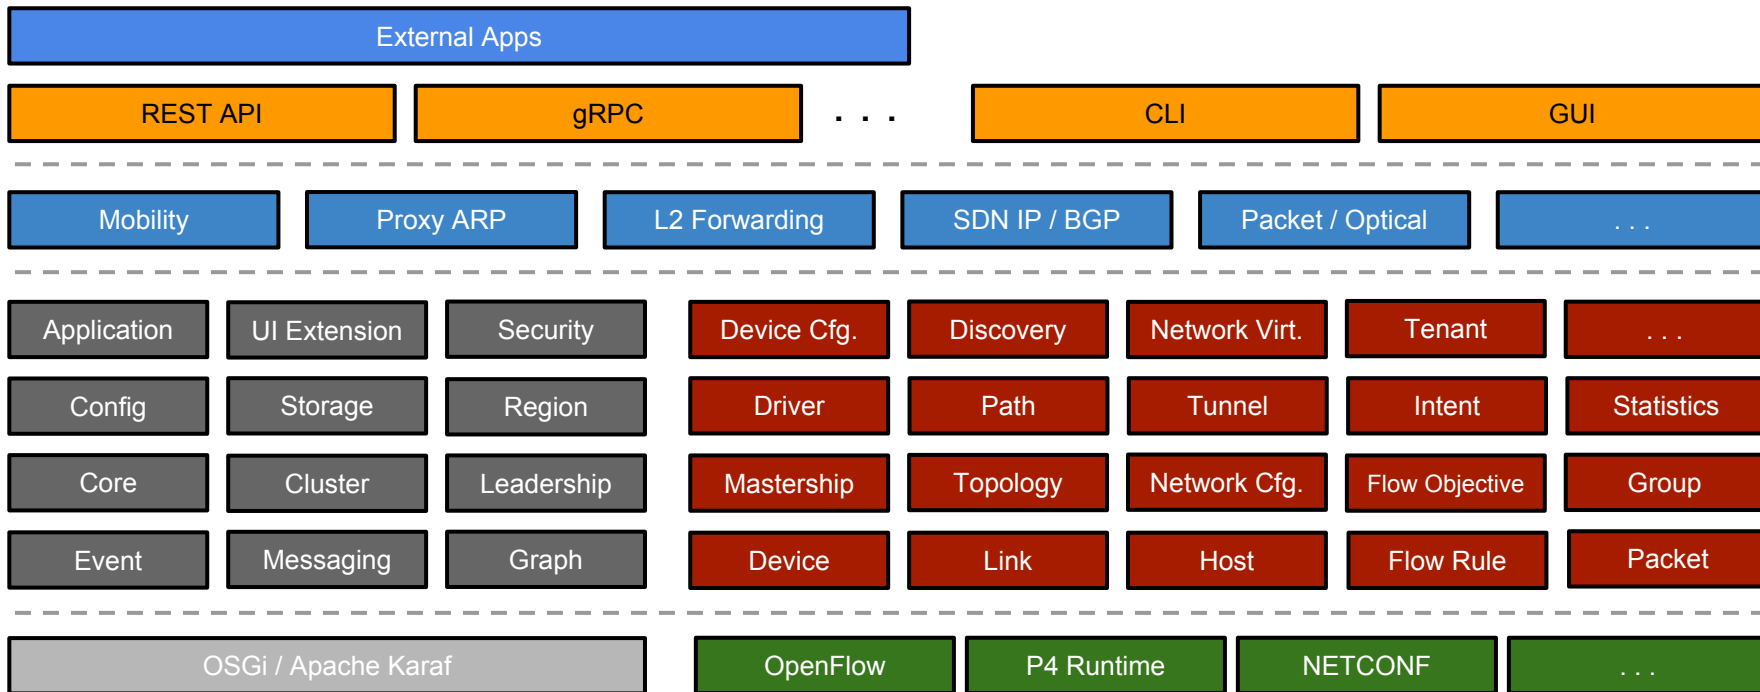 External Apps
REST API gRPC . . . CLI GUI
Mobility Proxy ARP L2 Forwarding SDN IP / BGP Packet / Optical . . .
Application UI Extension Security Device Cfg. Discovery Network Virt. Tenant . . .
Config Storage Region Driver Path Tunnel Intent Statistics
Core Cluster Leadership Mastership Topology Network Cfg. Flow Objective Group
Event Messaging Graph Device Link Host Flow Rule Packet
OSGi / Apache Karaf OpenFlow P4 Runtime NETCONF . . .